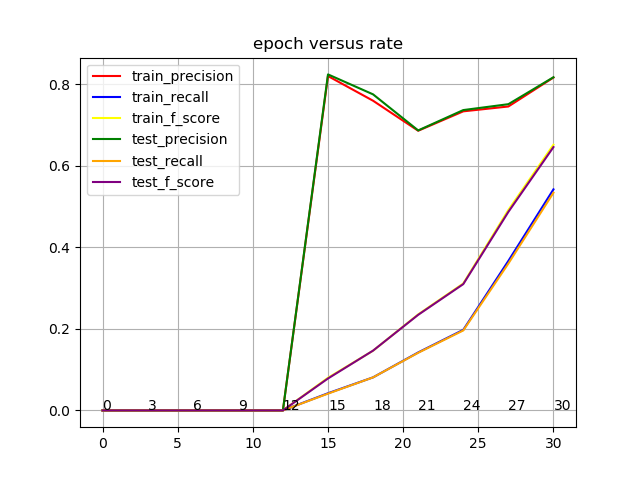 epoch versus rate
train_precision
train_recall
train_f_score
test_precision
test_recall
test_f_score
0.8
0.6
0.4
0.2
0.0
0 3 6 9 12 15 18 21 24 27 30
0 5 10 15 20 25 30